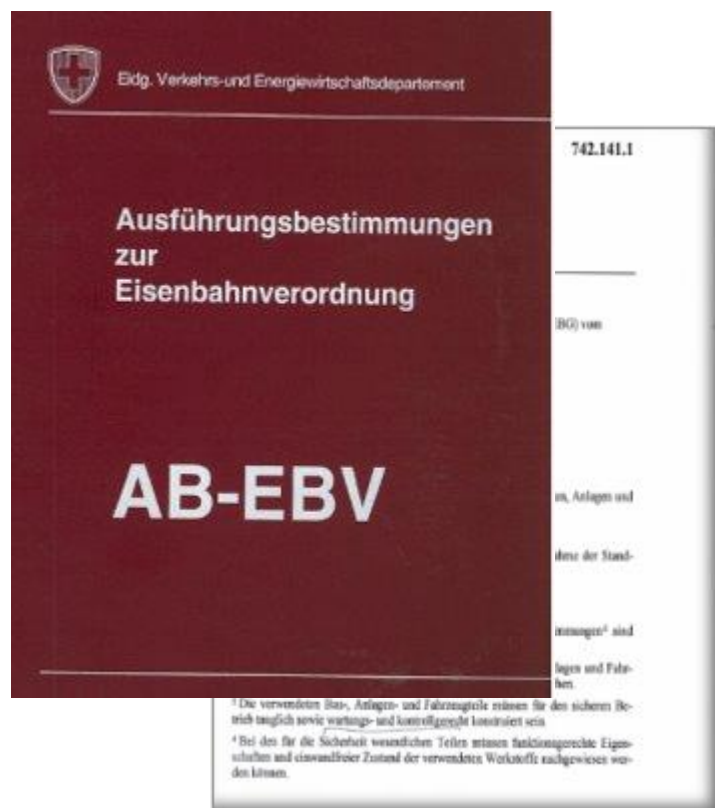 Eidg. Verkehrs-und Energiewirtschaftsdepartement
Ausführungsbestimmungen
zur
Eisenbahnverordnung
AB-EBV
742.141.1
EBG) vom
en, Anlagen und
ahme der Stand-
immungen⁴ sind
lagen und Fahr-
hen.
³ Die verwendeten Bau-, Anlagen- und Fahrzeugteile müssen für den sicheren Be-
trieb tauglich sowie wartungs- und kontrollgerecht konstruiert sein.
⁴ Bei den für die Sicherheit wesentlichen Teilen müssen funktionsgerechte Eigen-
schaften und einwandfreier Zustand der verwendeten Werkstoffe nachgewiesen wer-
den können.